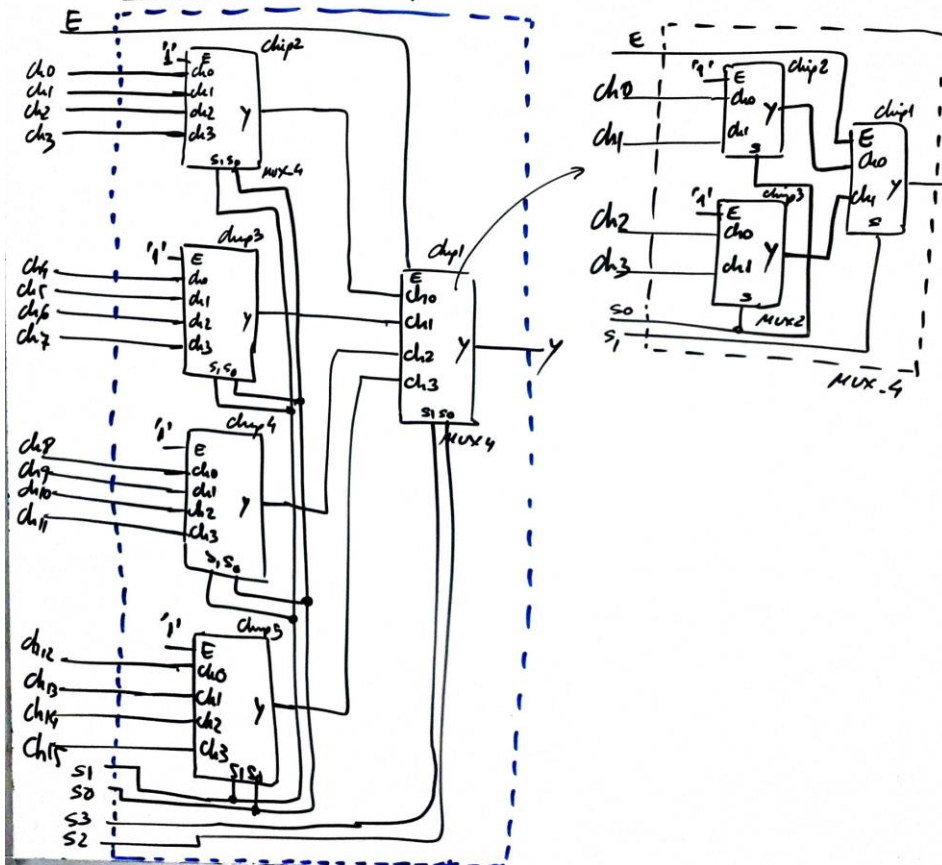 E
chip2
'1' E
ch0 ch0
ch1 ch1
ch2 ch2 Y
ch3 ch3
S1 S0
MUX_4
chip3
'1' E
ch4 ch0
ch5 ch1
ch6 ch2 Y
ch7 ch3
S1 S0
chip4
'1' E
ch8 ch0
ch9 ch1
ch10 ch2 Y
ch11 ch3
S1 S0
chip5
'1' E
ch12 ch0
ch13 ch1
ch14 ch2 Y
ch15 ch3
S1 S0
S1
S0
S3
S2
chip1
E
ch0
ch1
ch2 Y Y
ch3
S1 S0
MUX4
E
chip2
'1' E
ch0 ch0 Y
ch1 ch1
S
chip1
E
ch0
ch1 Y
S
chip3
'1' E
ch2 ch0
ch3 ch1 Y
S
MUX2
S0
S1
MUX_4